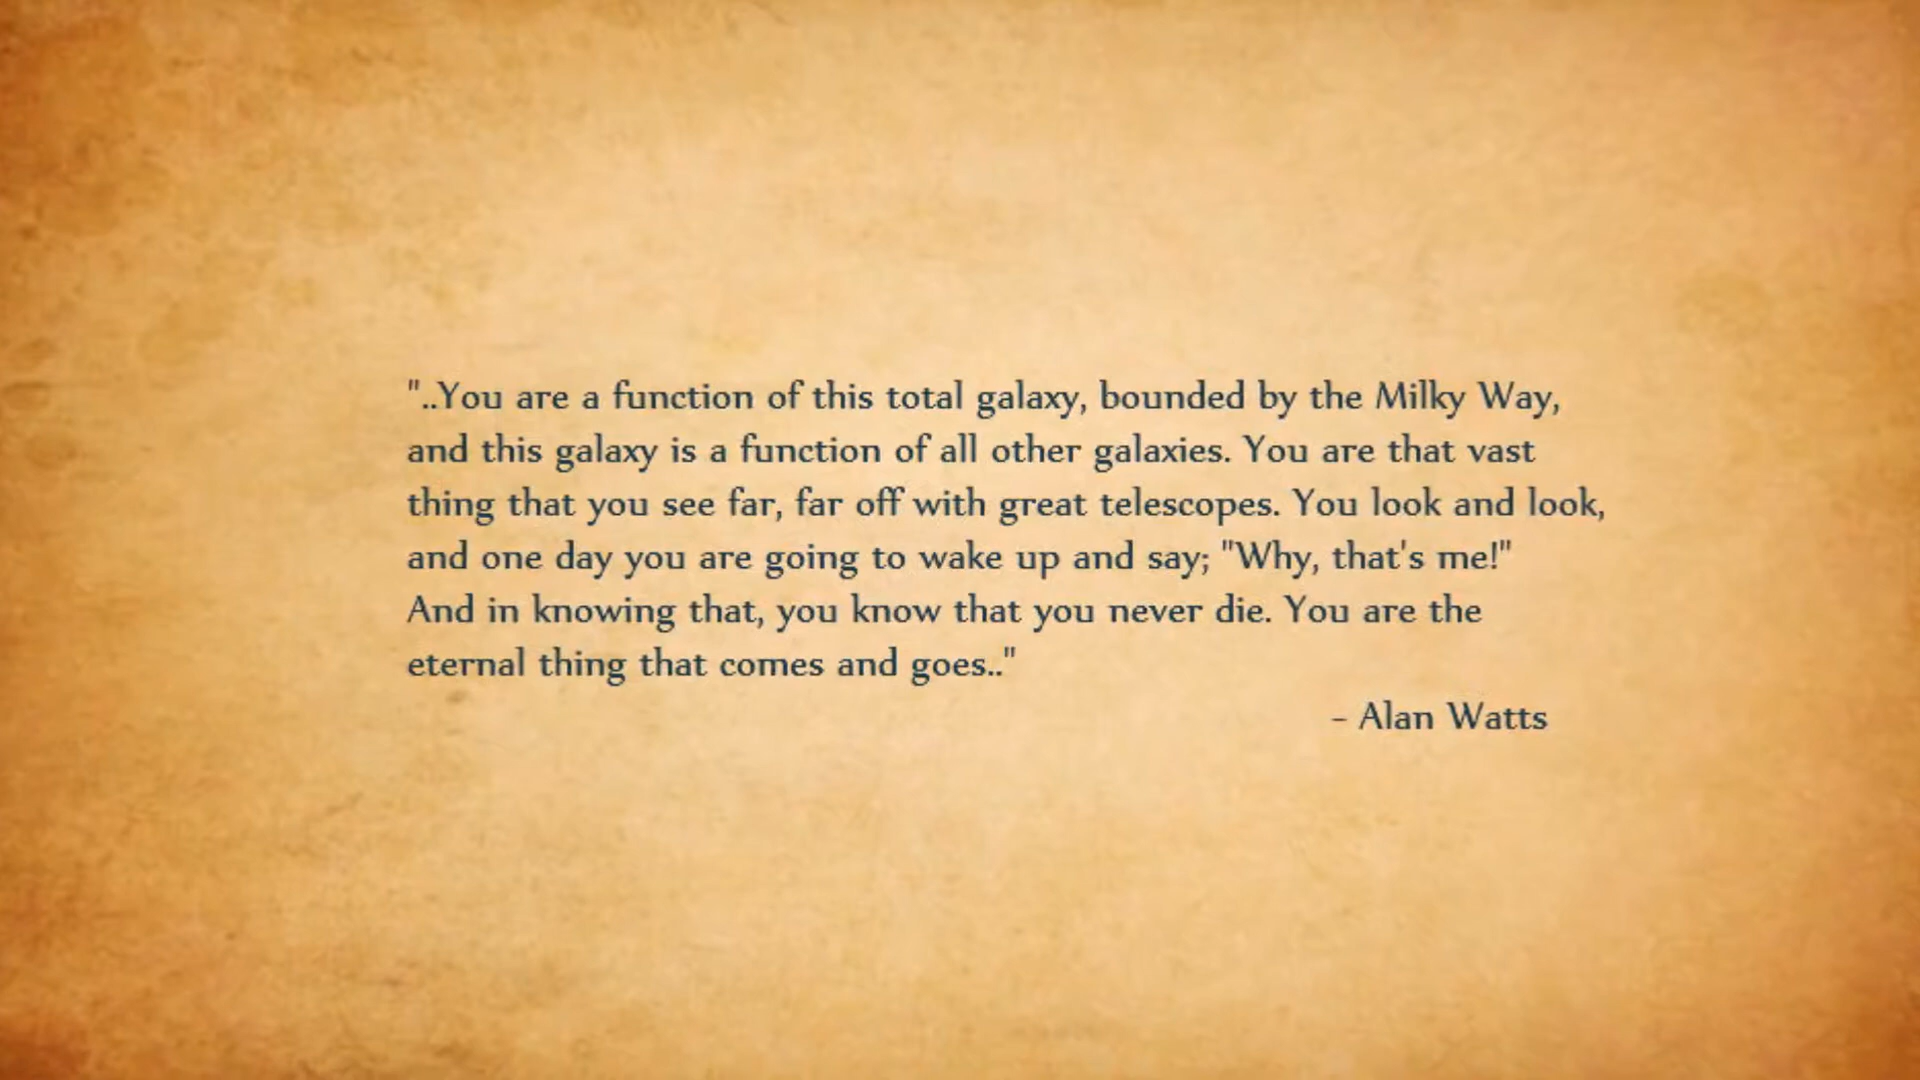 "..You are a function of this total galaxy, bounded by the Milky Way,
and this galaxy is a function of all other galaxies. You are that vast
thing that you see far, far off with great telescopes. You look and look,
and one day you are going to wake up and say; "Why, that's me!"
And in knowing that, you know that you never die. You are the
eternal thing that comes and goes.."
- Alan Watts